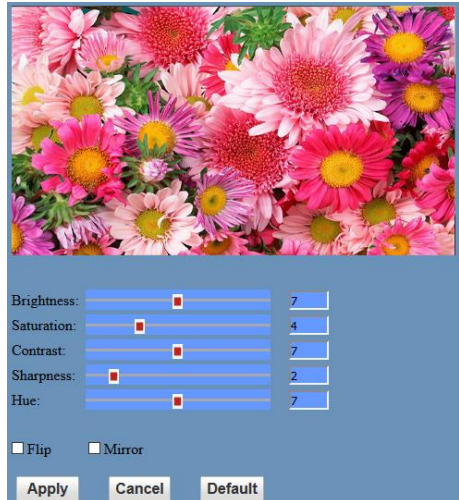 Brightness: 7
Saturation: 4
Contrast: 7
Sharpness: 2
Hue: 7
Flip Mirror
Apply Cancel Default